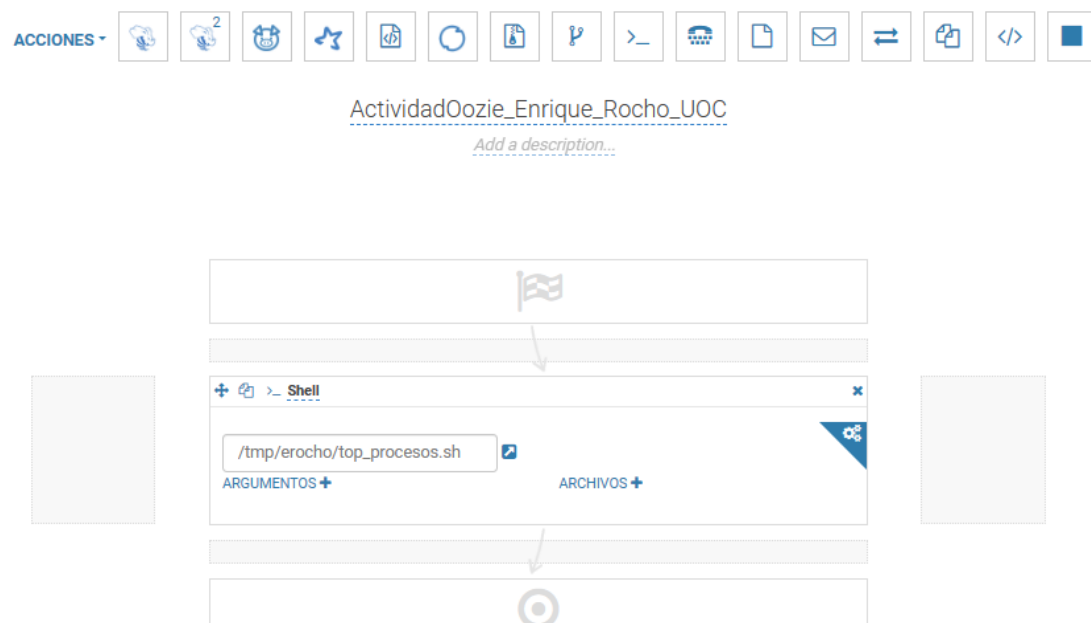 ACCIONES
2
ActividadOozie_Enrique_Rocho_UOC
Add a description...
>_ Shell
/tmp/erocho/top_procesos.sh
ARGUMENTOS +
ARCHIVOS +